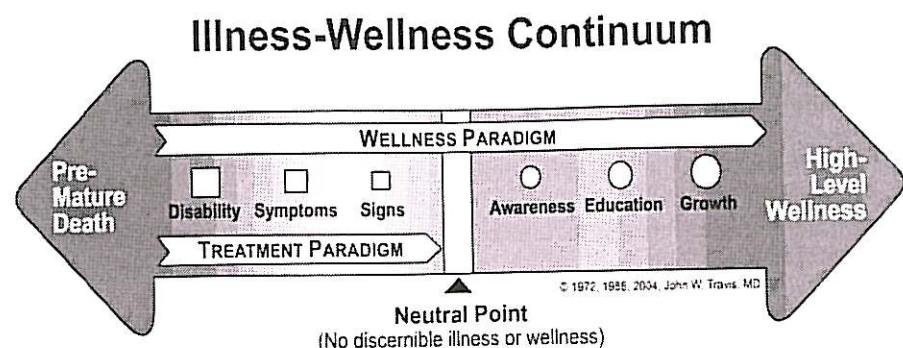 Illness-Wellness Continuum
WELLNESS PARADIGM
Pre-
Mature
Death
High-
Level
Wellness
Disability Symptoms Signs Awareness Education Growth
TREATMENT PARADIGM
© 1972, 1988, 2004, John W. Travis, MD
Neutral Point
(No discernible illness or wellness)